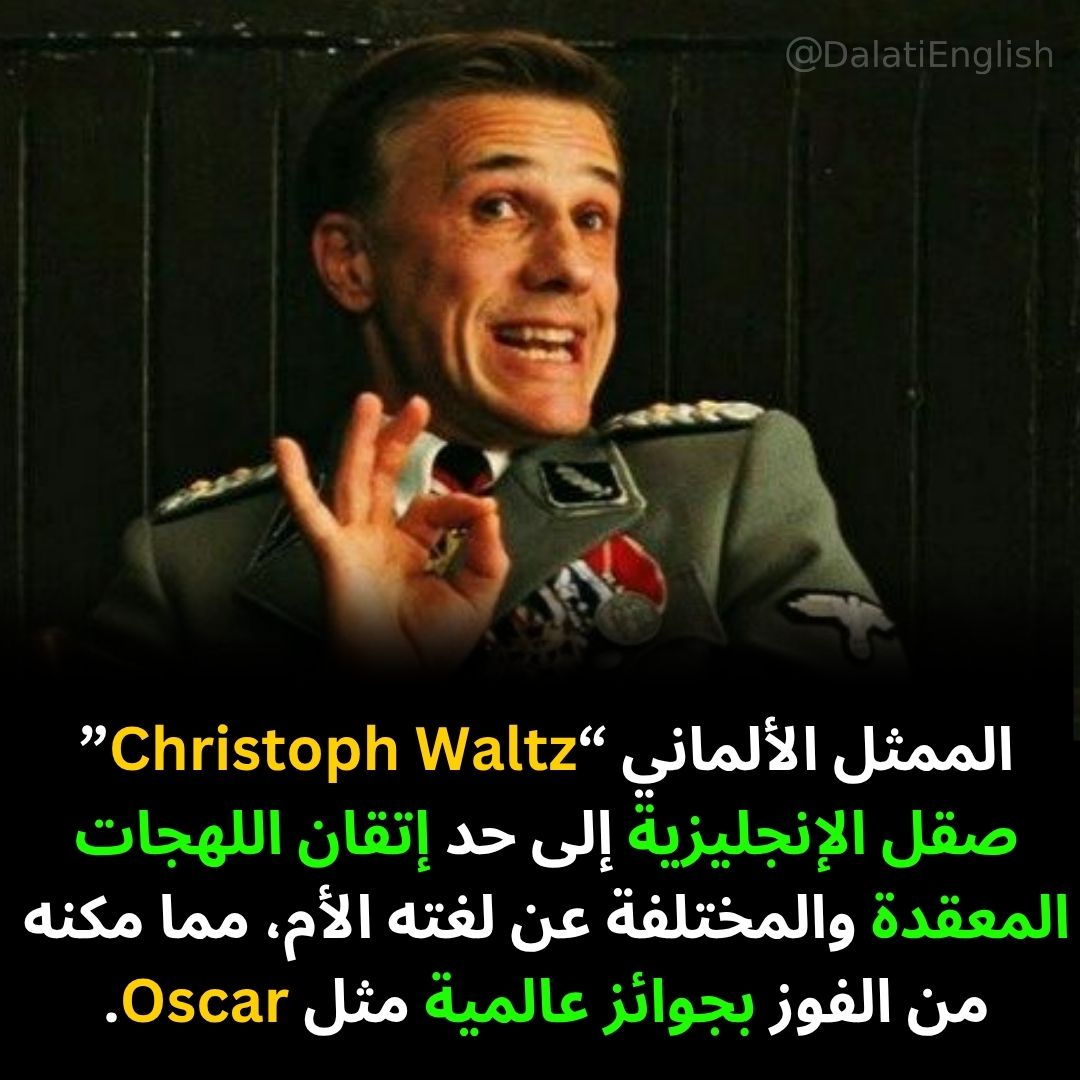 @DalatiEnglish
الممثل الألماني “Christoph Waltz”
صقل الإنجليزية إلى حد إتقان اللهجات
المعقدة والمختلفة عن لغته الأم، مما مكنه
من الفوز بجوائز عالمية مثل Oscar.